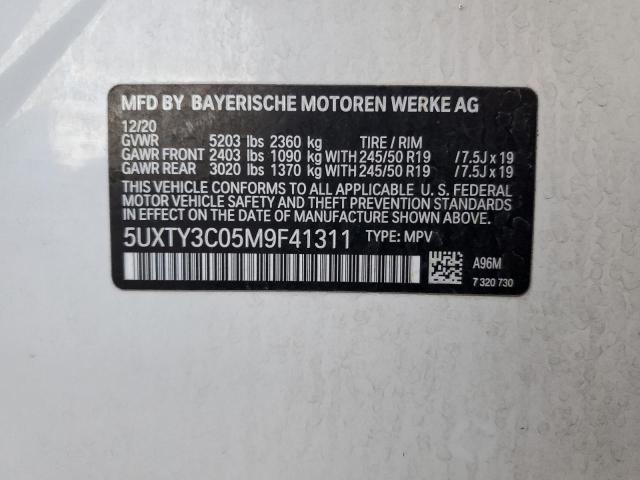 MFD BY BAYERISCHE MOTOREN WERKE AG
12/20
GVWR 5203 lbs 2360 kg TIRE / RIM
GAWR FRONT 2403 lbs 1090 kg WITH 245/50 R19 / 7.5J x 19
GAWR REAR 3020 lbs 1370 kg WITH 245/50 R19 / 7.5J x 19
THIS VEHICLE CONFORMS TO ALL APPLICABLE U. S. FEDERAL
MOTOR VEHICLE SAFETY AND THEFT PREVENTION STANDARDS
IN EFFECT ON THE DATE OF MANUFACTURE SHOWN ABOVE.
5UXTY3C05M9F41311 TYPE: MPV
A96M
7 320 730